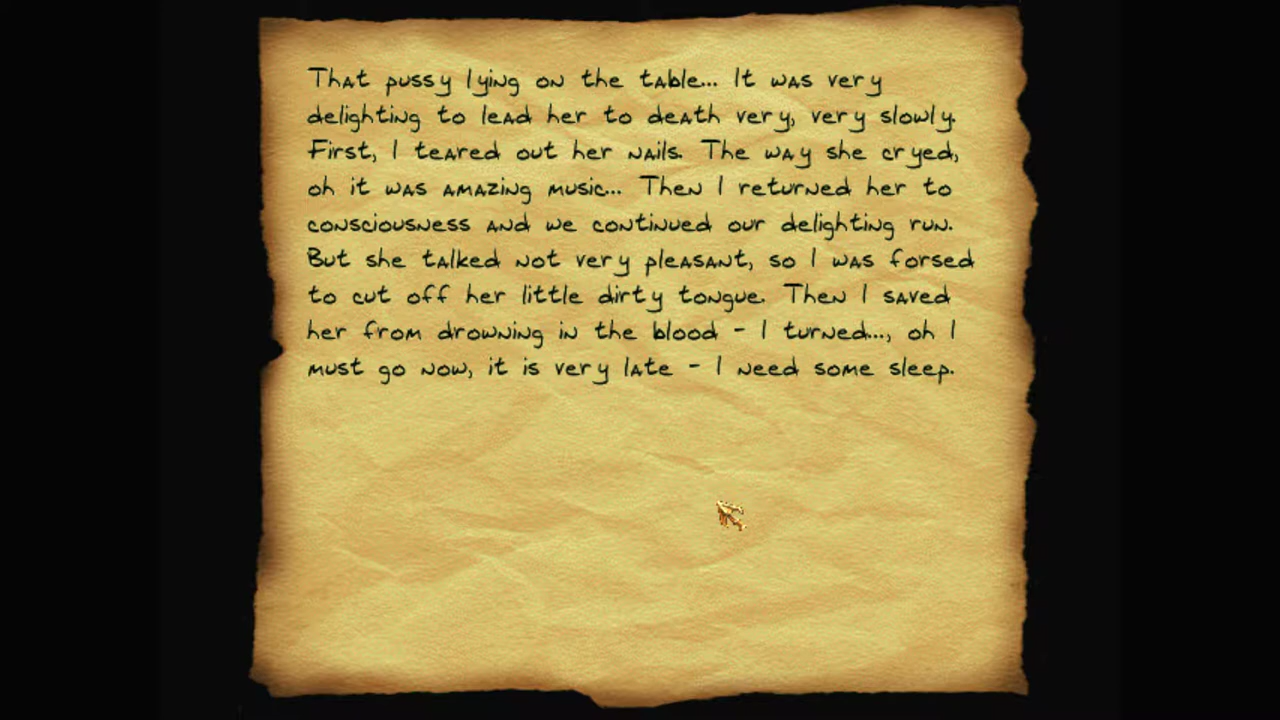 That pussy lying on the table... It was very
delighting to lead her to death very, very slowly.
First, I teared out her nails. The way she cryed,
oh it was amazing music... Then I returned her to
consciousness and we continued our delighting run.
But she talked not very pleasant, so I was forsed
to cut off her little dirty tongue. Then I saved
her from drowning in the blood - I turned..., oh I
must go now, it is very late - I need some sleep.